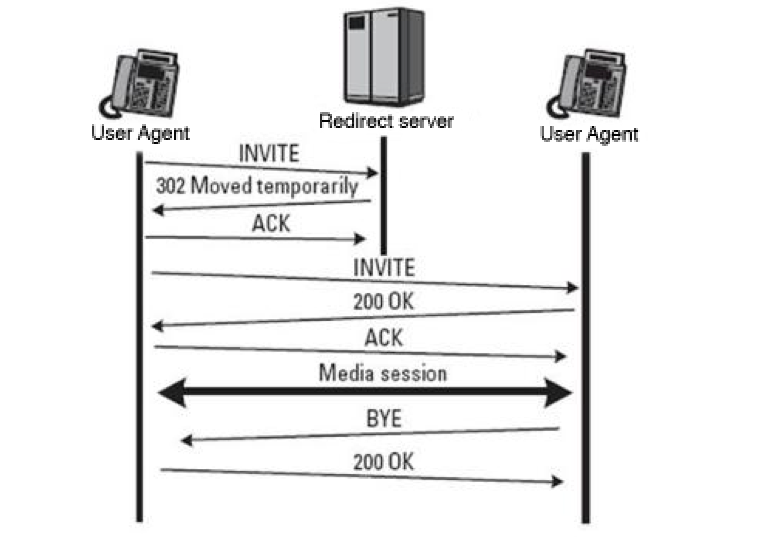 User Agent
Redirect server
User Agent
INVITE
302 Moved temporarily
ACK
INVITE
200 OK
ACK
Media session
BYE
200 OK